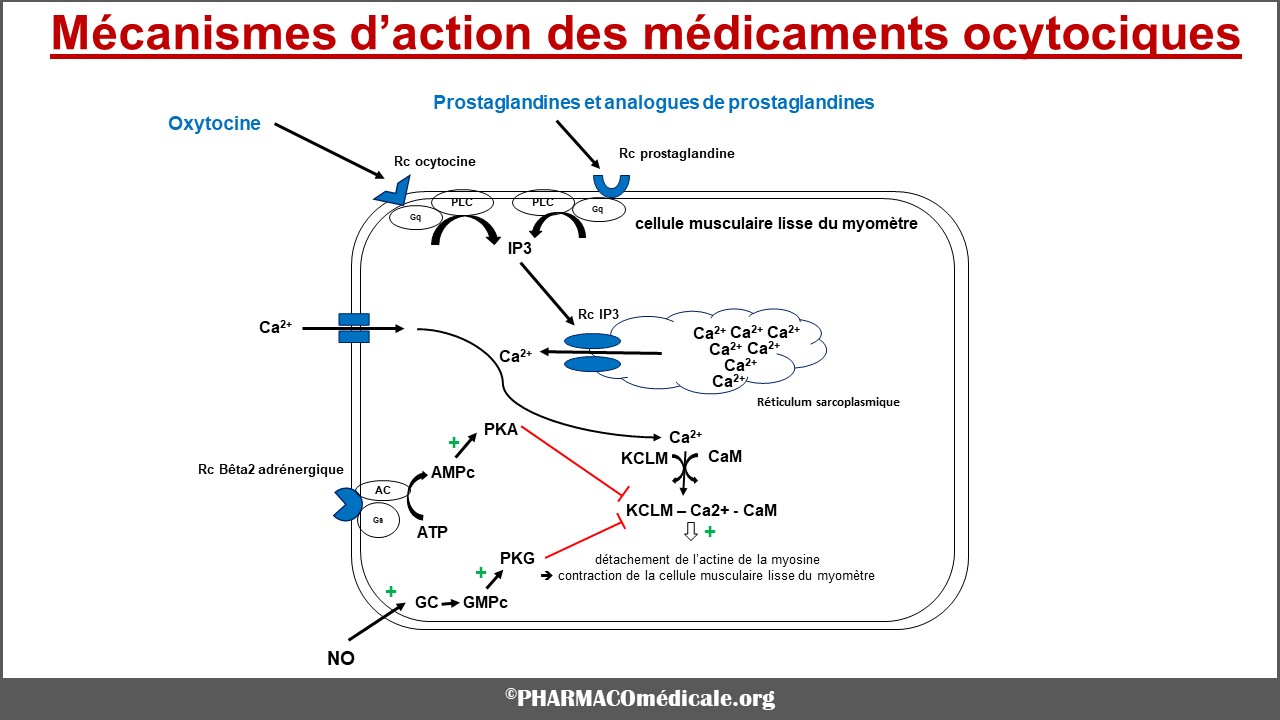 Mécanismes d’action des médicaments ocytociques
Prostaglandines et analogues de prostaglandines
Oxytocine
Rc ocytocine
Rc prostaglandine
PLC
PLC
Gq
Gq
cellule musculaire lisse du myomètre
IP3
Rc IP3
Ca²⁺
Ca²⁺ Ca²⁺ Ca²⁺
Ca²⁺ Ca²⁺
Ca²⁺
Ca²⁺
Ca²⁺
Réticulum sarcoplasmique
PKA
+
Ca²⁺
KCLM
CaM
Rc Bêta2 adrénergique
AMPc
AC
Gs
ATP
KCLM – Ca2+ - CaM
+
PKG
détachement de l’actine de la myosine
➔ contraction de la cellule musculaire lisse du myomètre
+
+
GC
GMPc
NO
©PHARMACOmédicale.org